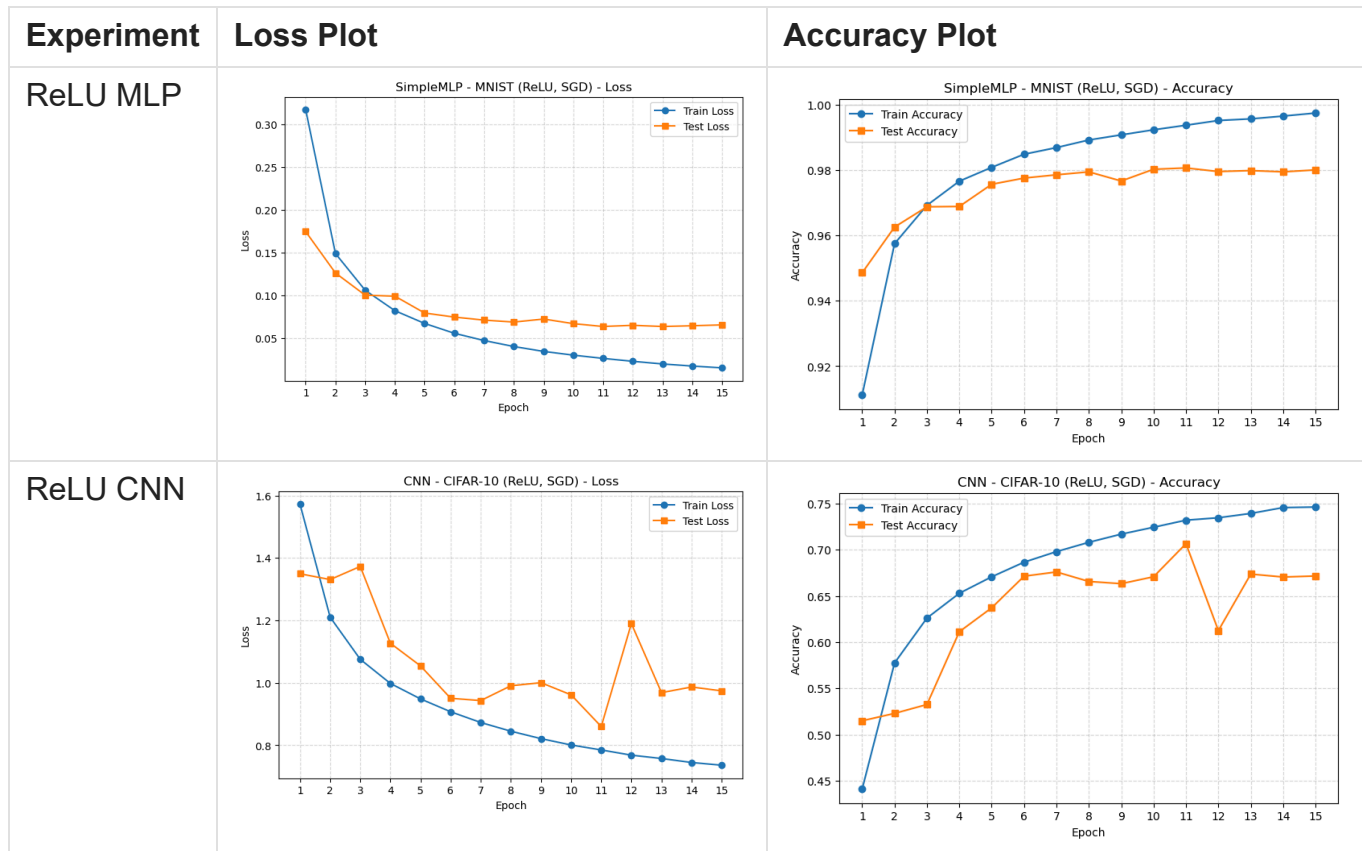 Experiment Loss Plot Accuracy Plot
ReLU MLP
SimpleMLP - MNIST (ReLU, SGD) - Loss
Train Loss
Test Loss
0.30
0.25
0.20
0.15
0.10
0.05
Loss
1 2 3 4 5 6 7 8 9 10 11 12 13 14 15
Epoch
SimpleMLP - MNIST (ReLU, SGD) - Accuracy
Train Accuracy
Test Accuracy
1.00
0.98
0.96
0.94
0.92
Accuracy
1 2 3 4 5 6 7 8 9 10 11 12 13 14 15
Epoch
ReLU CNN
CNN - CIFAR-10 (ReLU, SGD) - Loss
Train Loss
Test Loss
1.6
1.4
1.2
1.0
0.8
Loss
1 2 3 4 5 6 7 8 9 10 11 12 13 14 15
Epoch
CNN - CIFAR-10 (ReLU, SGD) - Accuracy
Train Accuracy
Test Accuracy
0.75
0.70
0.65
0.60
0.55
0.50
0.45
Accuracy
1 2 3 4 5 6 7 8 9 10 11 12 13 14 15
Epoch